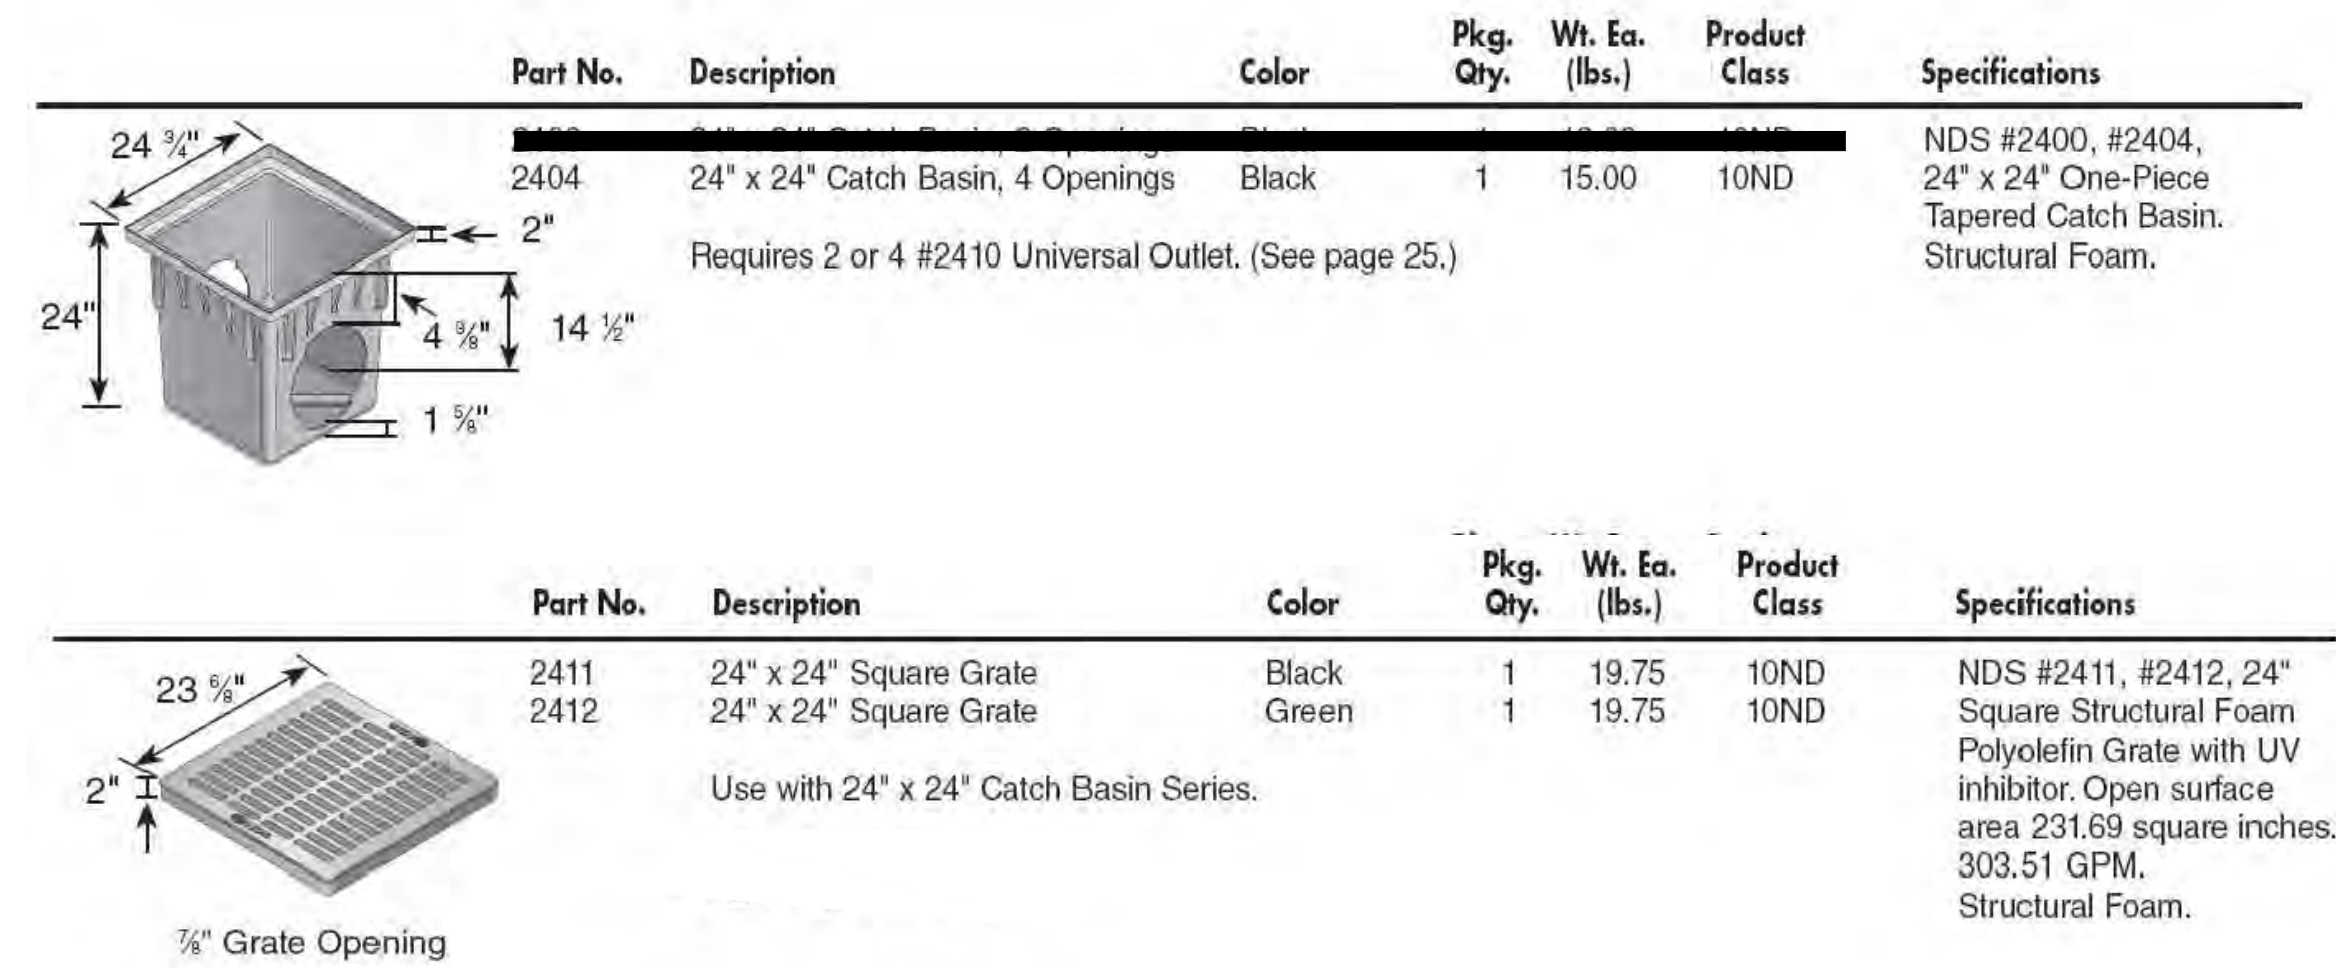 Pkg. Wt. Ea. Product
Part No. Description Color Qty. (lbs.) Class Specifications
24 ¾"
NDS #2400, #2404,
2404 24" x 24" Catch Basin, 4 Openings Black 1 15.00 10ND 24" x 24" One-Piece
Tapered Catch Basin.
2"
Requires 2 or 4 #2410 Universal Outlet. (See page 25.) Structural Foam.
24"
4 ⅜" 14 ½"
1 ⅝"
Pkg. Wt. Ea. Product
Part No. Description Color Qty. (lbs.) Class Specifications
23 6⁄8"
2411 24" x 24" Square Grate Black 1 19.75 10ND NDS #2411, #2412, 24"
2412 24" x 24" Square Grate Green 1 19.75 10ND Square Structural Foam
Polyolefin Grate with UV
2" Use with 24" x 24" Catch Basin Series. inhibitor. Open surface
area 231.69 square inches.
303.51 GPM.
Structural Foam.
⅞" Grate Opening